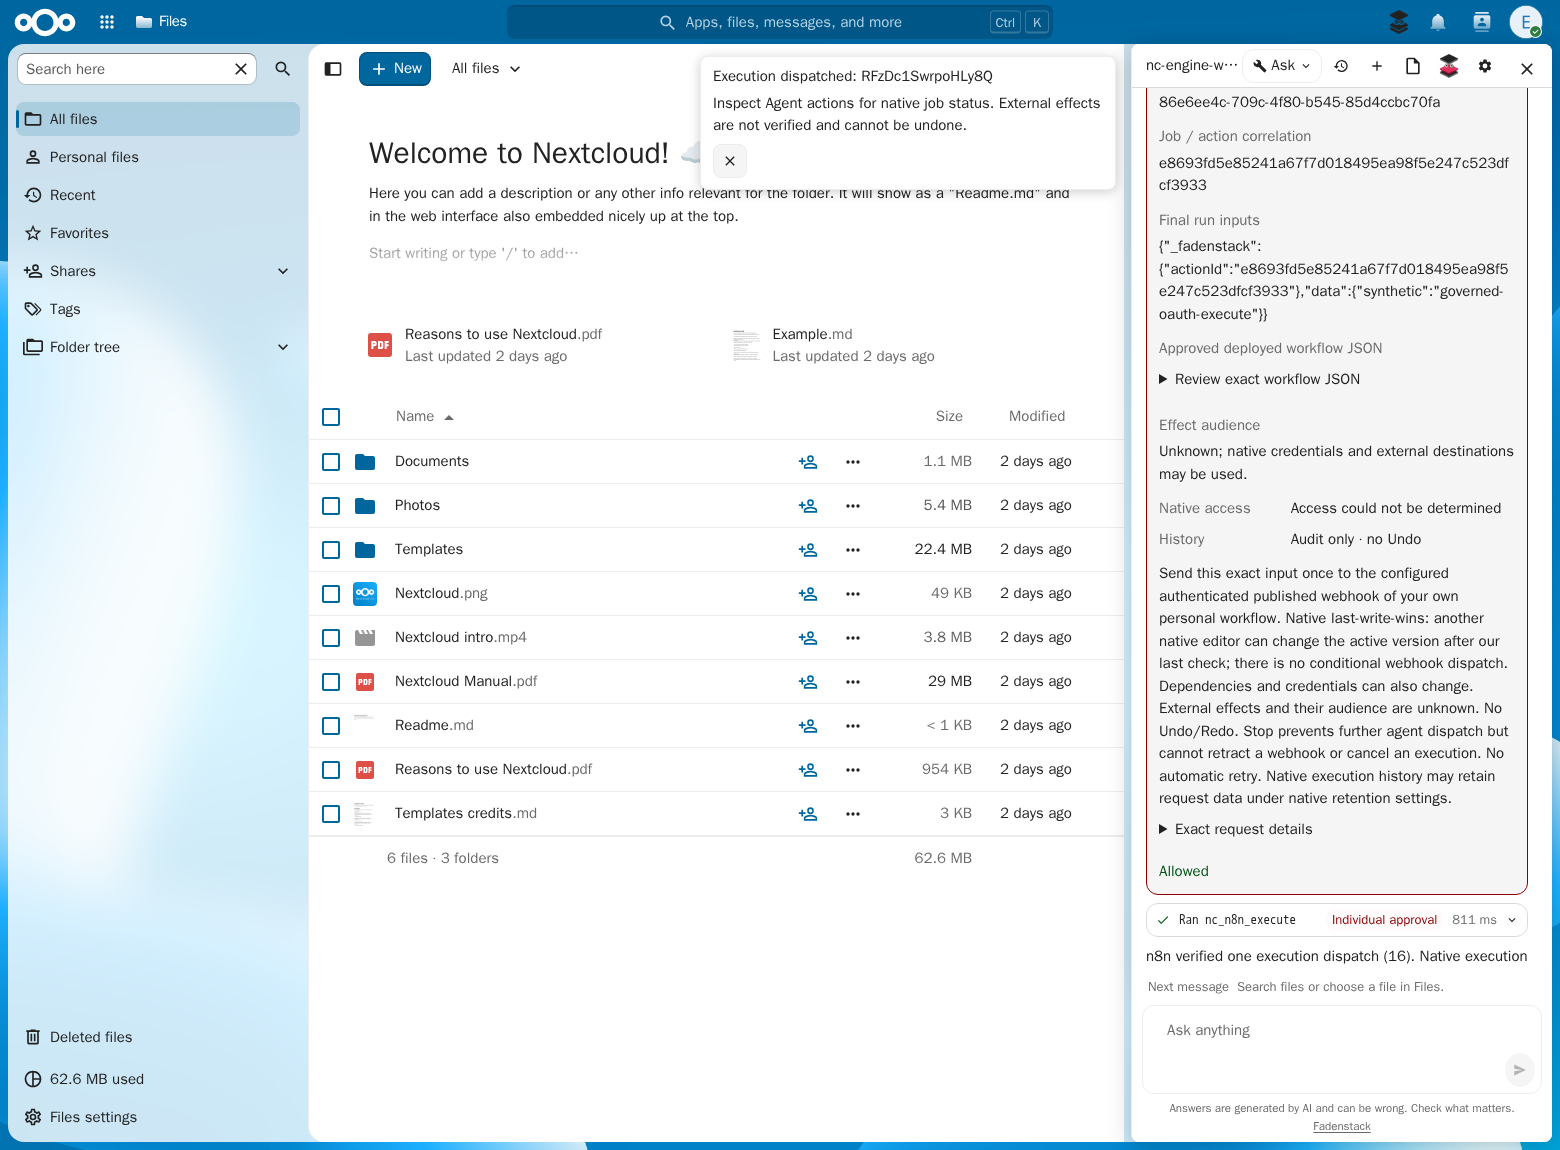 Files
Apps, files, messages, and more
Ctrl
K
E
Search here
All files
Personal files
Recent
Favorites
Shares
Tags
Folder tree
Deleted files
62.6 MB used
Files settings
New
All files
Execution dispatched: RFzDc1SwrpoHLy8Q
Inspect Agent actions for native job status. External effects
are not verified and cannot be undone.
Welcome to Nextcloud!
Here you can add a description or any other info relevant for the folder. It will show as a "Readme.md" and
in the web interface also embedded nicely up at the top.
Start writing or type '/' to add…
PDF
Reasons to use Nextcloud.pdf
Last updated 2 days ago
Example.md
Last updated 2 days ago
Name Size Modified
Documents 1.1 MB 2 days ago
Photos 5.4 MB 2 days ago
Templates 22.4 MB 2 days ago
Nextcloud.png 49 KB 2 days ago
Nextcloud intro.mp4 3.8 MB 2 days ago
PDF Nextcloud Manual.pdf 29 MB 2 days ago
Readme.md < 1 KB 2 days ago
PDF Reasons to use Nextcloud.pdf 954 KB 2 days ago
Templates credits.md 3 KB 2 days ago
6 files · 3 folders 62.6 MB
nc-engine-w… Ask
86e6ee4c-709c-4f80-b545-85d4ccbc70fa
Job / action correlation
e8693fd5e85241a67f7d018495ea98f5e247c523df
cf3933
Final run inputs
{"_fadenstack":
{"actionId":"e8693fd5e85241a67f7d018495ea98f5
e247c523dfcf3933"},"data":{"synthetic":"governed-
oauth-execute"}}
Approved deployed workflow JSON
Review exact workflow JSON
Effect audience
Unknown; native credentials and external destinations
may be used.
Native access Access could not be determined
History Audit only · no Undo
Send this exact input once to the configured
authenticated published webhook of your own
personal workflow. Native last-write-wins: another
native editor can change the active version after our
last check; there is no conditional webhook dispatch.
Dependencies and credentials can also change.
External effects and their audience are unknown. No
Undo/Redo. Stop prevents further agent dispatch but
cannot retract a webhook or cancel an execution. No
automatic retry. Native execution history may retain
request data under native retention settings.
Exact request details
Allowed
Ran nc_n8n_execute Individual approval 811 ms
n8n verified one execution dispatch (16). Native execution
Next message Search files or choose a file in Files.
Ask anything
Answers are generated by AI and can be wrong. Check what matters.
Fadenstack